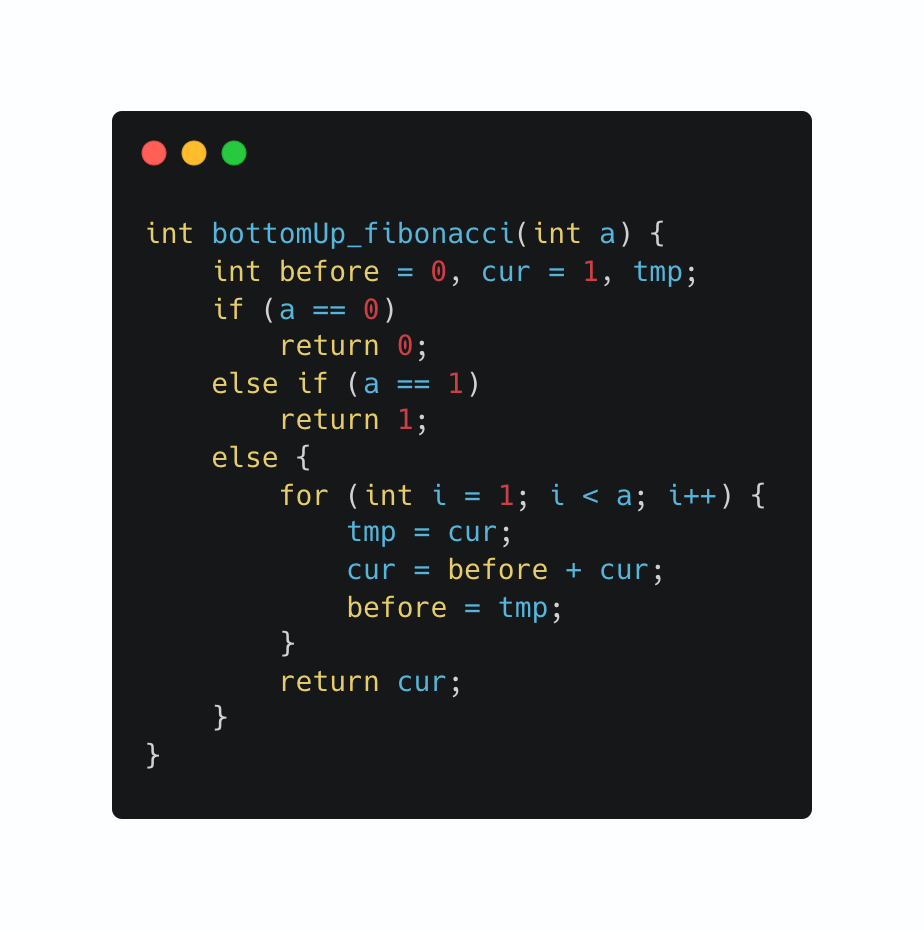 int bottomUp_fibonacci(int a) {
    int before = 0, cur = 1, tmp;
    if (a == 0)
        return 0;
    else if (a == 1)
        return 1;
    else {
        for (int i = 1; i < a; i++) {
            tmp = cur;
            cur = before + cur;
            before = tmp;
        }
        return cur;
    }
}